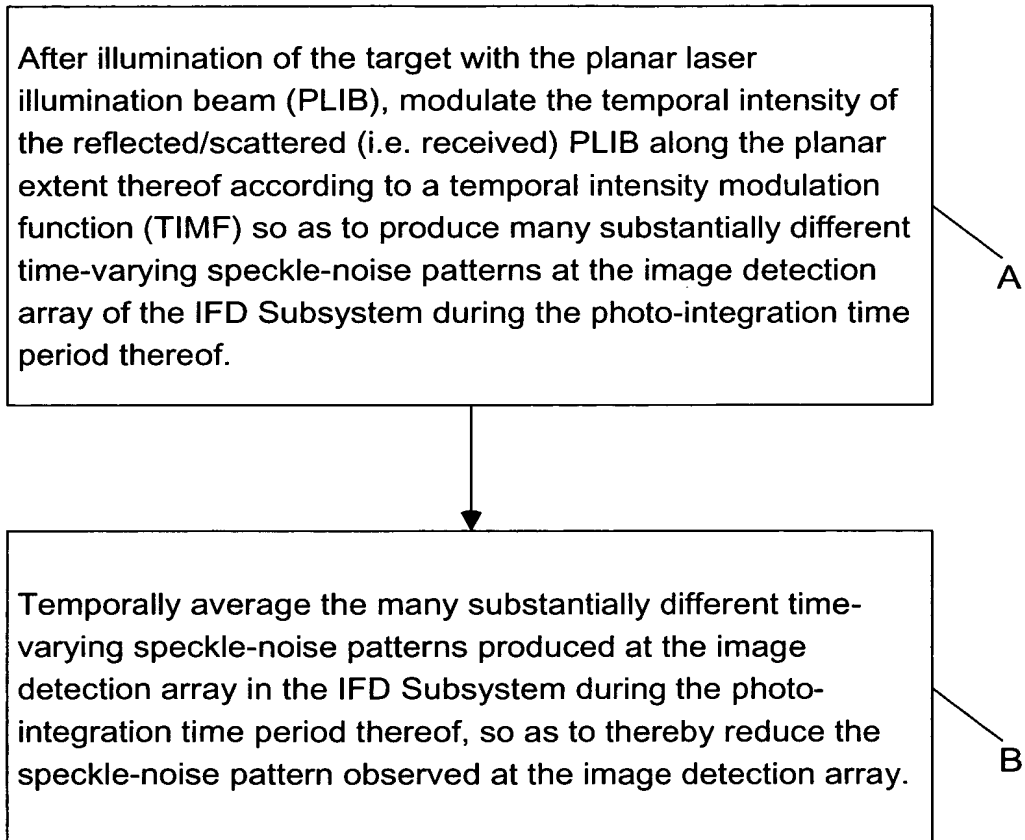 After illumination of the target with the planar laser
illumination beam (PLIB), modulate the temporal intensity of
the reflected/scattered (i.e. received) PLIB along the planar
extent thereof according to a temporal intensity modulation
function (TIMF) so as to produce many substantially different
time-varying speckle-noise patterns at the image detection
array of the IFD Subsystem during the photo-integration time
period thereof.
A
Temporally average the many substantially different time-
varying speckle-noise patterns produced at the image
detection array in the IFD Subsystem during the photo-
integration time period thereof, so as to thereby reduce the
speckle-noise pattern observed at the image detection array.
B